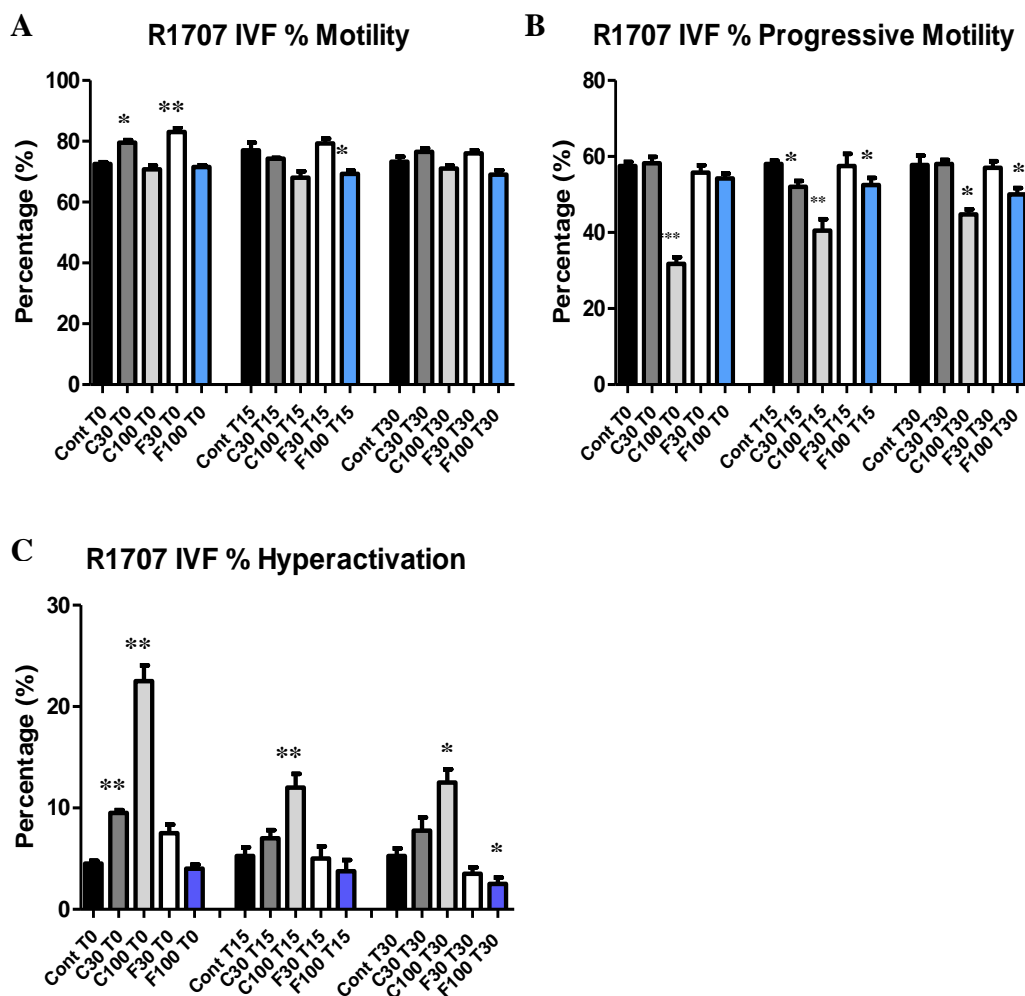 A
R1707 IVF % Motility
Percentage (%)
100
80
60
40
20
0
*
**
*
Cont T0
C30 T0
C100 T0
F30 T0
F100 T0
Cont T15
C30 T15
C100 T15
F30 T15
F100 T15
Cont T30
C30 T30
C100 T30
F30 T30
F100 T30
B
R1707 IVF % Progressive Motility
Percentage (%)
80
60
40
20
0
***
*
**
*
*
*
Cont T0
C30 T0
C100 T0
F30 T0
F100 T0
Cont T15
C30 T15
C100 T15
F30 T15
F100 T15
Cont T30
C30 T30
C100 T30
F30 T30
F100 T30
C
R1707 IVF % Hyperactivation
Percentage (%)
30
20
10
0
**
**
**
*
*
Cont T0
C30 T0
C100 T0
F30 T0
F100 T0
Cont T15
C30 T15
C100 T15
F30 T15
F100 T15
Cont T30
C30 T30
C100 T30
F30 T30
F100 T30